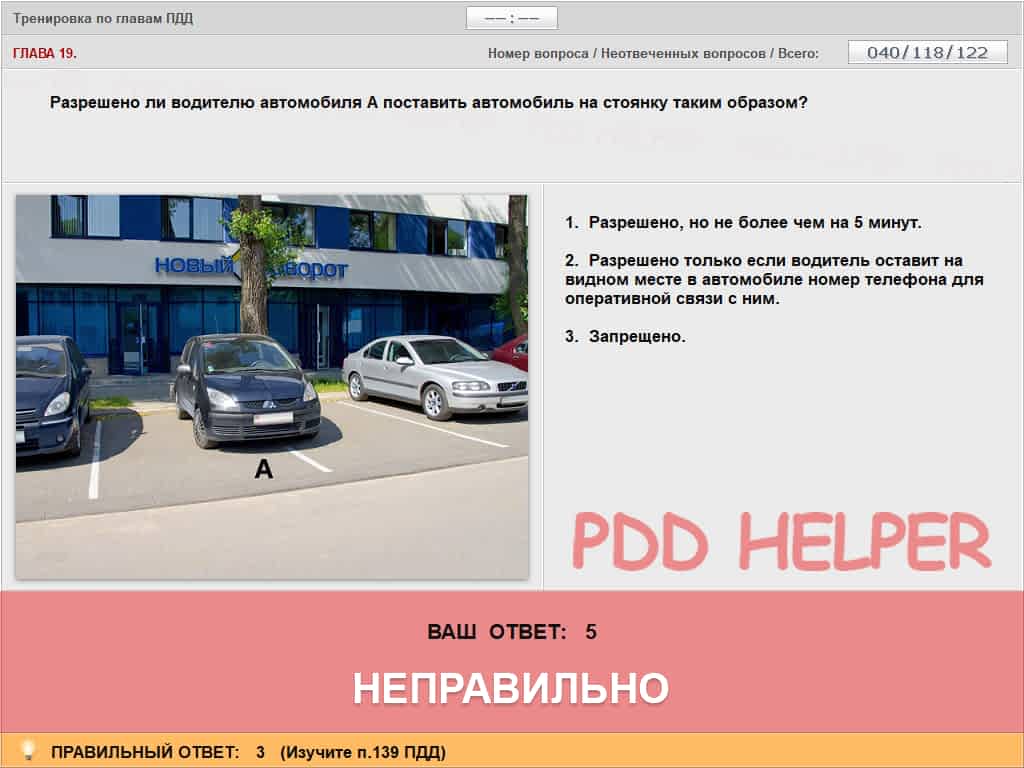 Тренировка по главам ПДД
—— : ——
ГЛАВА 19.
Номер вопроса / Неотвеченных вопросов / Всего:
040/118/122
Разрешено ли водителю автомобиля А поставить автомобиль на стоянку таким образом?
НОВЫЙ ВОРОТ
А
1. Разрешено, но не более чем на 5 минут.
2. Разрешено только если водитель оставит на
видном месте в автомобиле номер телефона для
оперативной связи с ним.
3. Запрещено.
PDD HELPER
ВАШ ОТВЕТ: 5
НЕПРАВИЛЬНО
ПРАВИЛЬНЫЙ ОТВЕТ: 3 (Изучите п.139 ПДД)